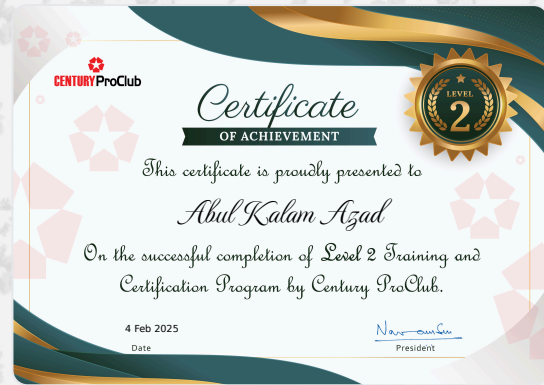 CENTURY ProClub
LEVEL
2
Certificate
OF ACHIEVEMENT
This certificate is proudly presented to
Abul Kalam Azad
On the successful completion of Level 2 Training and
Certification Program by Century ProClub.
4 Feb 2025
Date
President